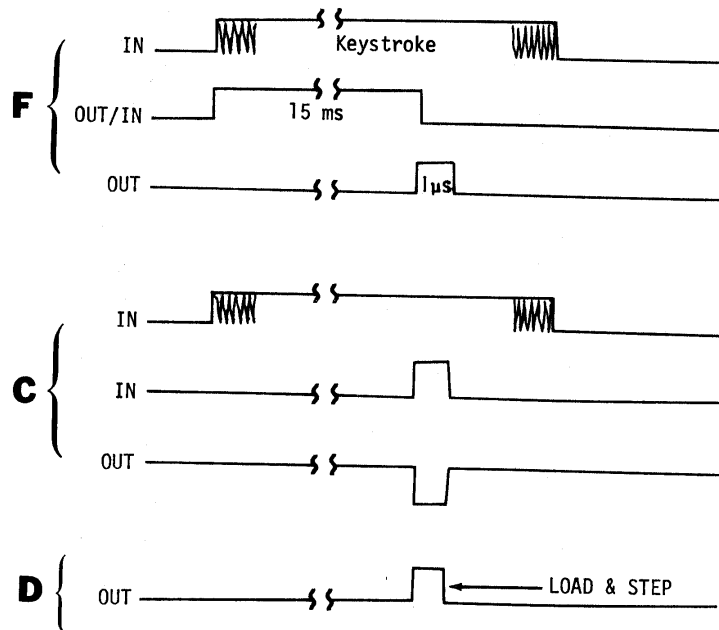 IN
Keystroke
F
OUT/IN
15 ms
OUT
1µs
IN
C
IN
OUT
D
OUT
LOAD & STEP